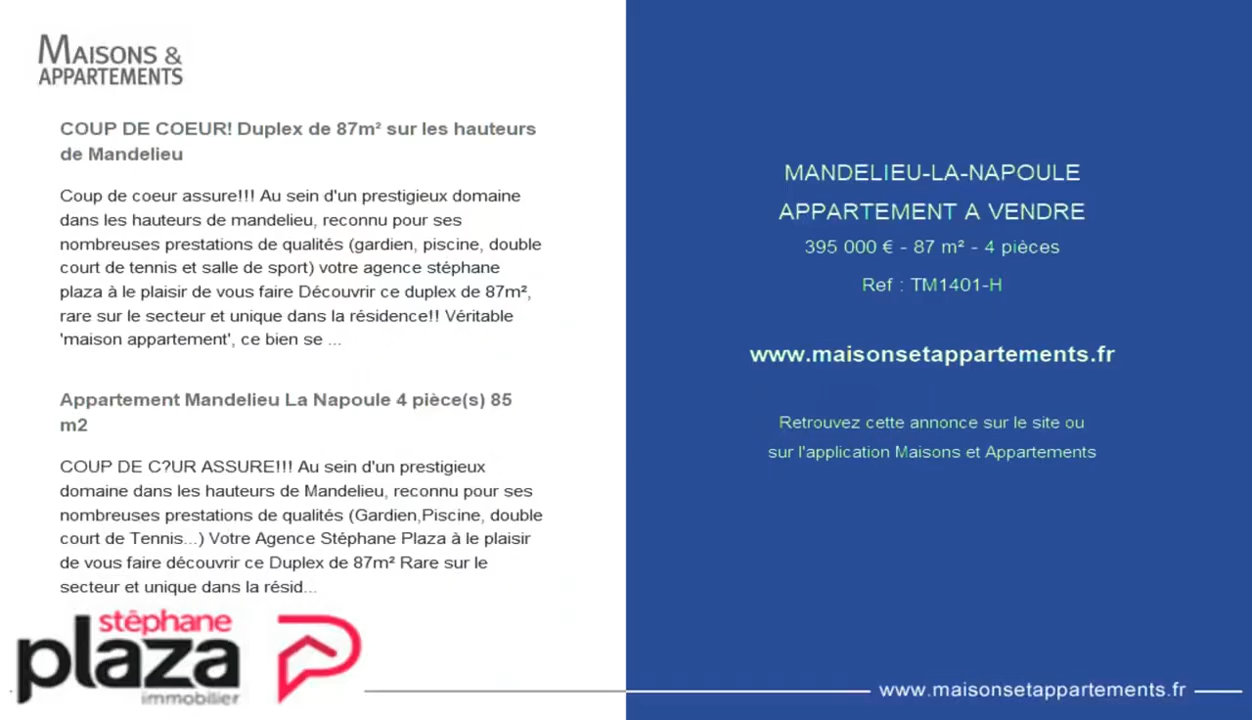 MAISONS &
APPARTEMENTS
COUP DE COEUR! Duplex de 87m² sur les hauteurs
de Mandelieu
Coup de coeur assure!!! Au sein d'un prestigieux domaine
dans les hauteurs de mandelieu, reconnu pour ses
nombreuses prestations de qualités (gardien, piscine, double
court de tennis et salle de sport) votre agence stéphane
plaza à le plaisir de vous faire Découvrir ce duplex de 87m²,
rare sur le secteur et unique dans la résidence!! Véritable
'maison appartement', ce bien se ...
Appartement Mandelieu La Napoule 4 pièce(s) 85
m2
COUP DE C?UR ASSURE!!! Au sein d'un prestigieux
domaine dans les hauteurs de Mandelieu, reconnu pour ses
nombreuses prestations de qualités (Gardien,Piscine, double
court de Tennis...) Votre Agence Stéphane Plaza à le plaisir
de vous faire découvrir ce Duplex de 87m² Rare sur le
secteur et unique dans la résid...
stéphane
plaza
immobilier
MANDELIEU-LA-NAPOULE
APPARTEMENT A VENDRE
395 000 € - 87 m² - 4 pièces
Ref : TM1401-H
www.maisonsetappartements.fr
Retrouvez cette annonce sur le site ou
sur l'application Maisons et Appartements
www.maisonsetappartements.fr